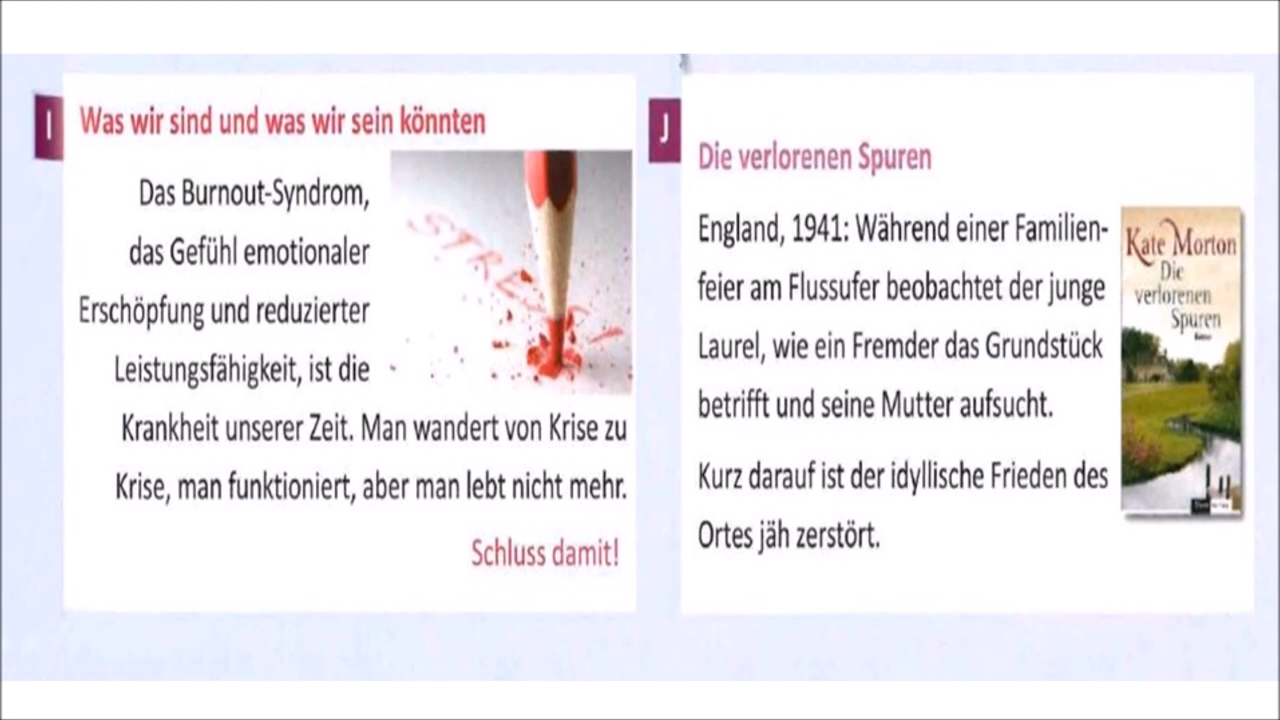 I
Was wir sind und was wir sein könnten
Das Burnout-Syndrom,
das Gefühl emotionaler
Erschöpfung und reduzierter
Leistungsfähigkeit, ist die
Krankheit unserer Zeit. Man wandert von Krise zu
Krise, man funktioniert, aber man lebt nicht mehr.
Schluss damit!
STRESS
J
Die verlorenen Spuren
England, 1941: Während einer Familien-
feier am Flussufer beobachtet der junge
Laurel, wie ein Fremder das Grundstück
betrifft und seine Mutter aufsucht.
Kurz darauf ist der idyllische Frieden des
Ortes jäh zerstört.
Kate Morton
Die
verlorenen
Spuren